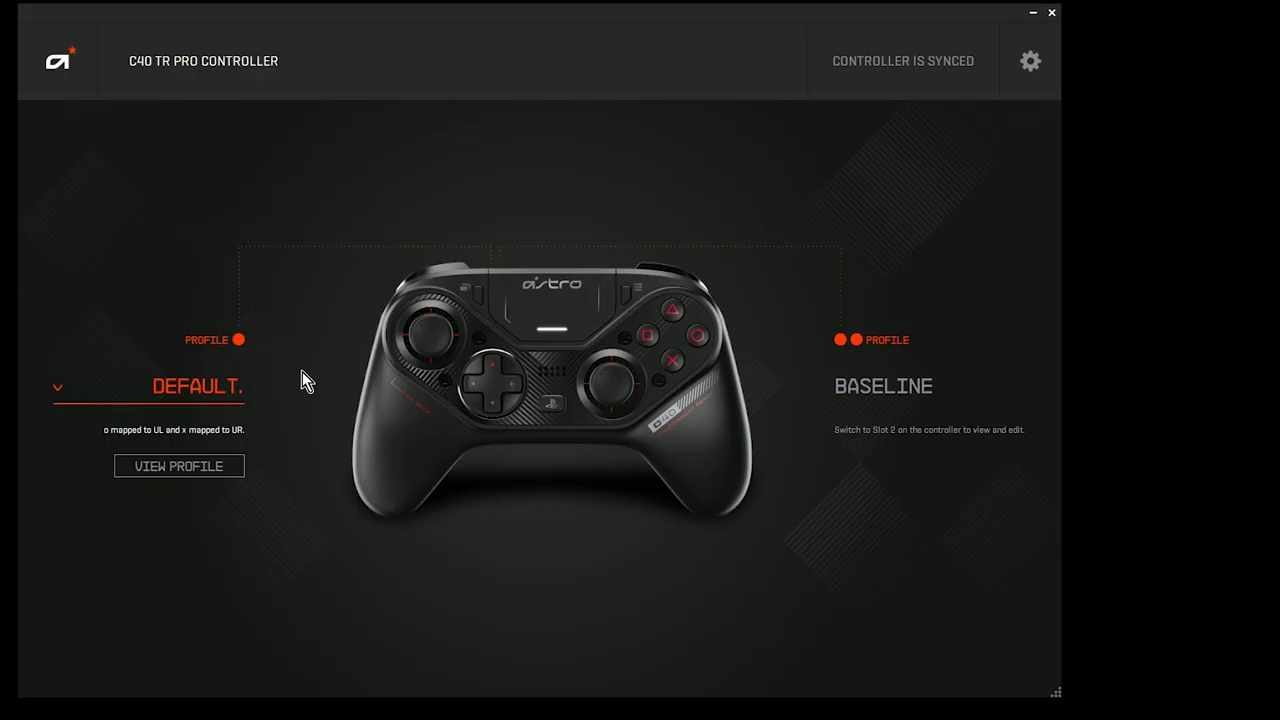 C40 TR PRO CONTROLLER
CONTROLLER IS SYNCED
astro
PROFILE
PROFILE
DEFAULT.
BASELINE
C40
o mapped to UL and x mapped to UR.
Switch to Slot 2 on the controller to view and edit.
VIEW PROFILE